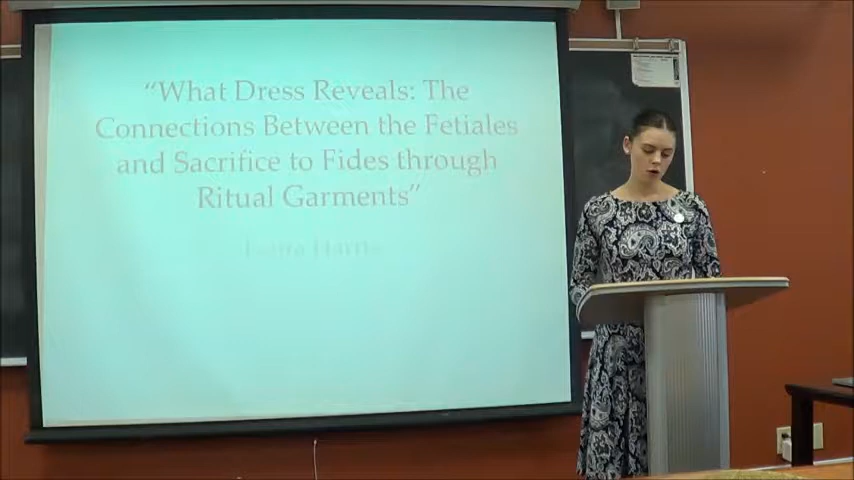 “What Dress Reveals: The
Connections Between the Fetiales
and Sacrifice to Fides through
Ritual Garments”